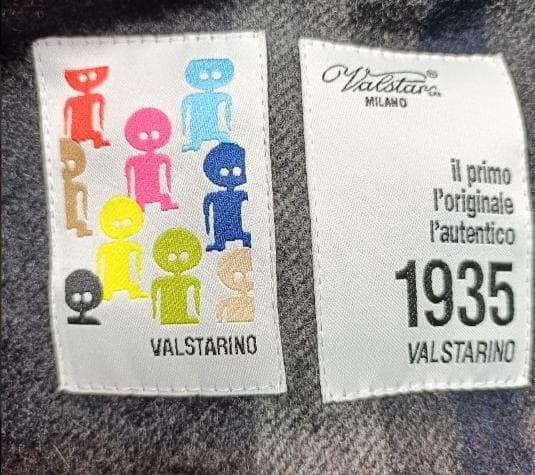 VALSTARINO
Valstar® S.P.A.
MILANO
il primo
l'originale
l'autentico
1935
VALSTARINO